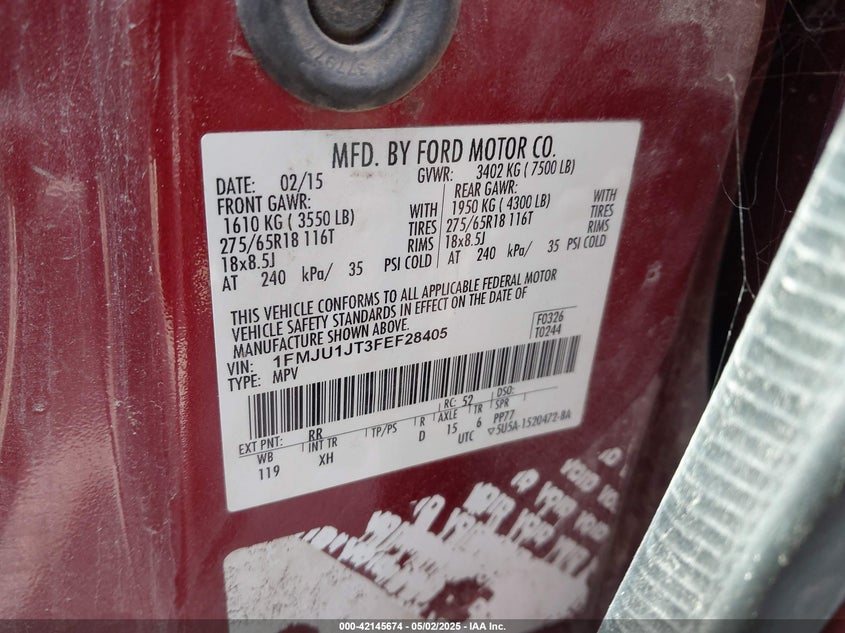 37797
MFD. BY FORD MOTOR CO.
DATE: 02/15 GVWR: 3402 KG ( 7500 LB)
FRONT GAWR: REAR GAWR:
1610 KG ( 3550 LB) WITH 1950 KG ( 4300 LB) WITH
275/65R18 116T TIRES 275/65R18 116T TIRES
18x8.5J RIMS 18x8.5J RIMS
AT 240 kPa/ 35 PSI COLD AT 240 kPa/ 35 PSI COLD
THIS VEHICLE CONFORMS TO ALL APPLICABLE FEDERAL MOTOR
VEHICLE SAFETY STANDARDS IN EFFECT ON THE DATE OF
MANUFACTURE SHOWN ABOVE.
F0326
T0244
VIN: 1FMJU1JT3FEF28405
TYPE: MPV
EXT PNT: RR RC: 52 DSO:
WB INT TR TP/PS R AXLE TR SPR
119 XH D 15 6 PP77
UTC ▽5U5A-1520472-BA
VOID VOID
000-42145674 - 05/02/2025 - IAA Inc.